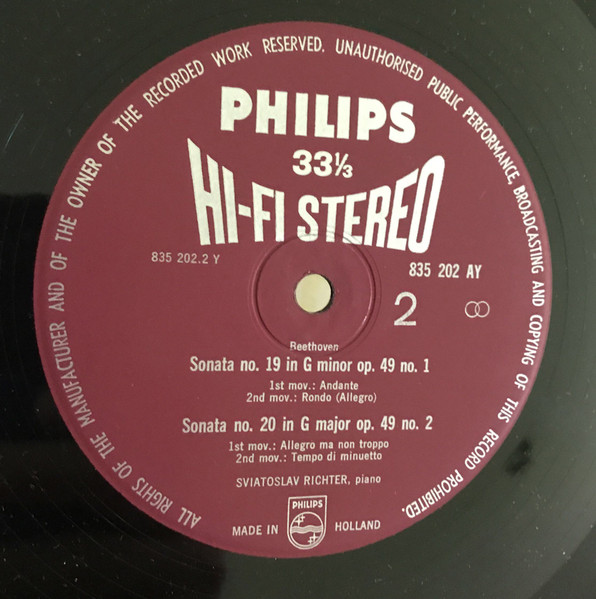 ALL RIGHTS OF THE MANUFACTURER AND OF THE OWNER OF THE RECORDED WORK RESERVED. UNAUTHORISED PUBLIC PERFORMANCE, BROADCASTING AND COPYING OF THIS RECORD PROHIBITED.
PHILIPS
33⅓
HI-FI STEREO
835 202.2 Y
835 202 AY
2
Beethoven
Sonata no. 19 in G minor op. 49 no. 1
1st mov.: Andante
2nd mov.: Rondo (Allegro)
Sonata no. 20 in G major op. 49 no. 2
1st mov.: Allegro ma non troppo
2nd mov.: Tempo di minuetto
SVIATOSLAV RICHTER, piano
PHILIPS
MADE IN HOLLAND